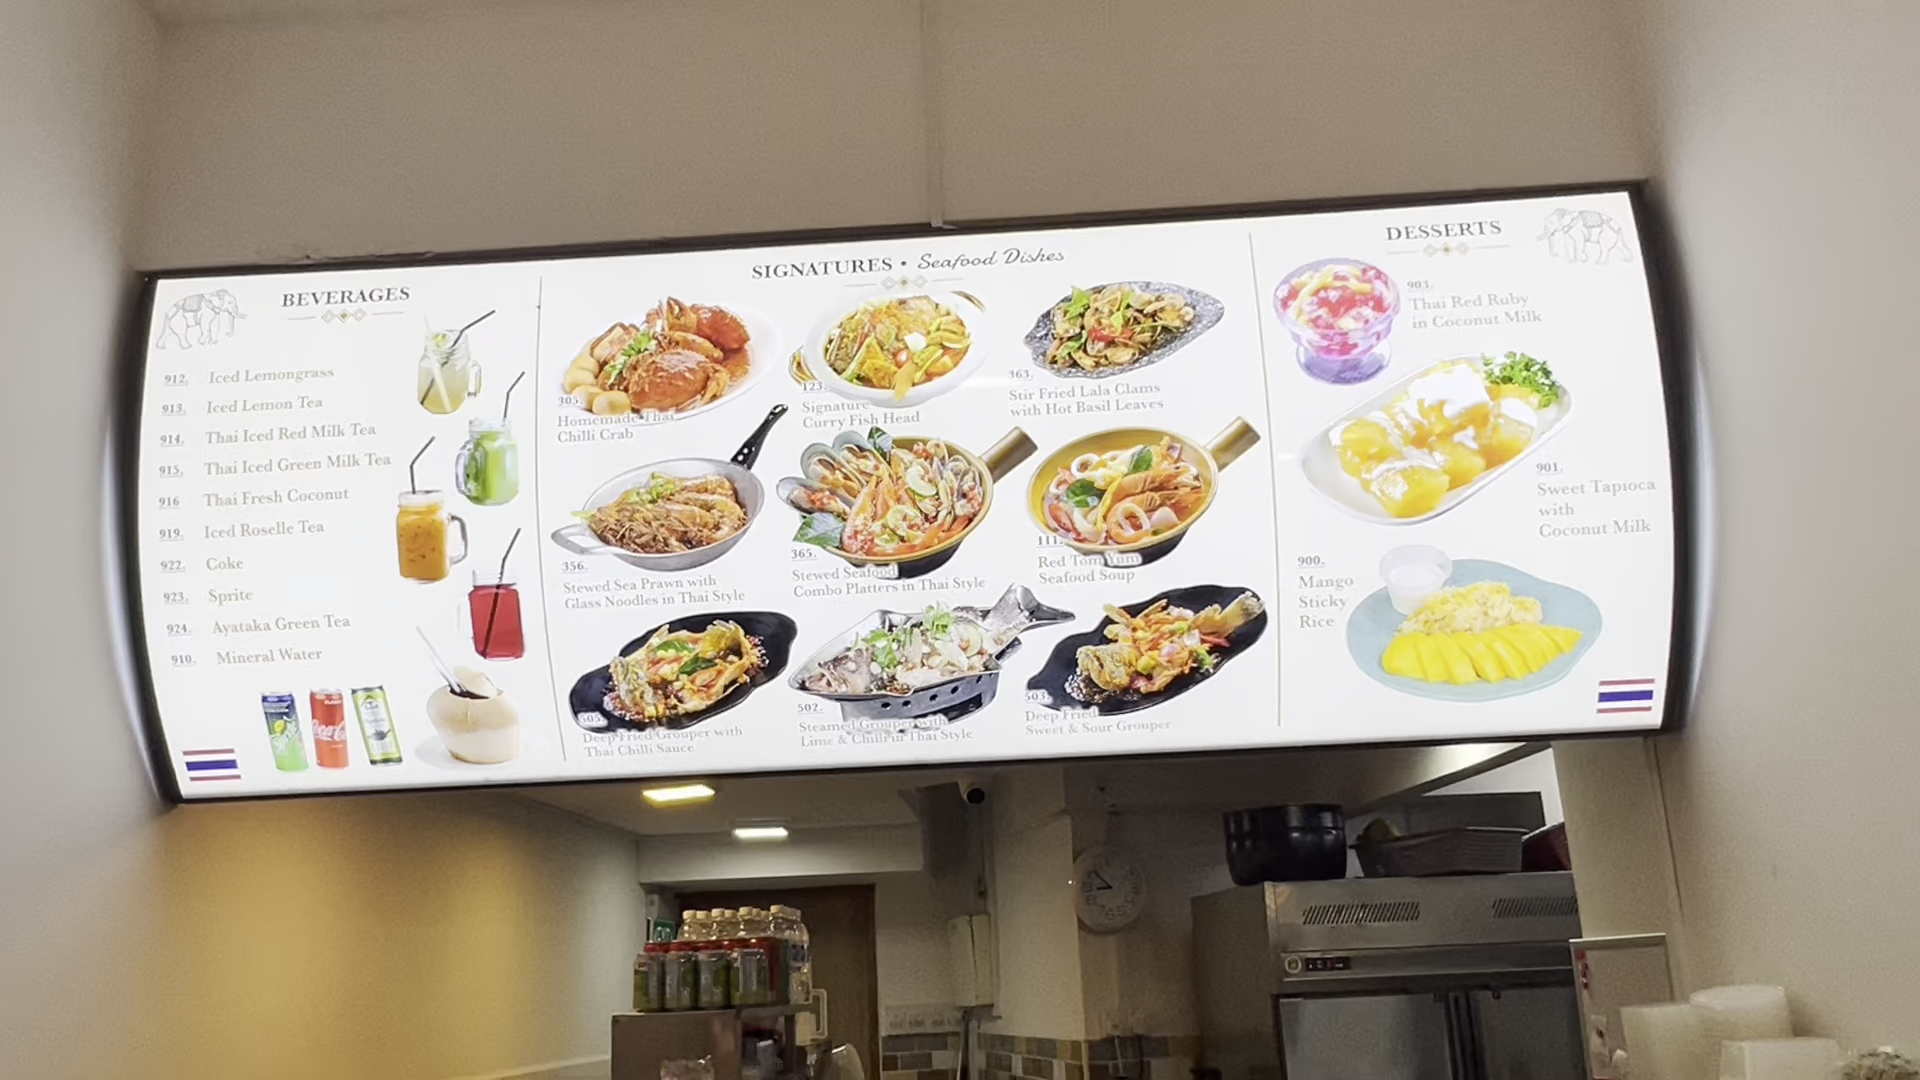 BEVERAGES
912. Iced Lemongrass
913. Iced Lemon Tea
914. Thai Iced Red Milk Tea
915. Thai Iced Green Milk Tea
916 Thai Fresh Coconut
919. Iced Roselle Tea
922. Coke
923. Sprite
924. Ayataka Green Tea
910. Mineral Water
Sprite
Coca-Cola
SIGNATURES • Seafood Dishes
305.
Homemade Thai
Chilli Crab
123.
Signature
Curry Fish Head
363.
Stir Fried Lala Clams
with Hot Basil Leaves
356.
Stewed Sea Prawn with
Glass Noodles in Thai Style
365.
Stewed Seafood
Combo Platters in Thai Style
111.
Red Tom Yum
Seafood Soup
505.
Deep Fried Grouper with
Thai Chilli Sauce
502.
Steamed Grouper with
Lime & Chilli in Thai Style
503.
Deep Fried
Sweet & Sour Grouper
DESSERTS
903.
Thai Red Ruby
in Coconut Milk
901.
Sweet Tapioca
with
Coconut Milk
900.
Mango
Sticky
Rice